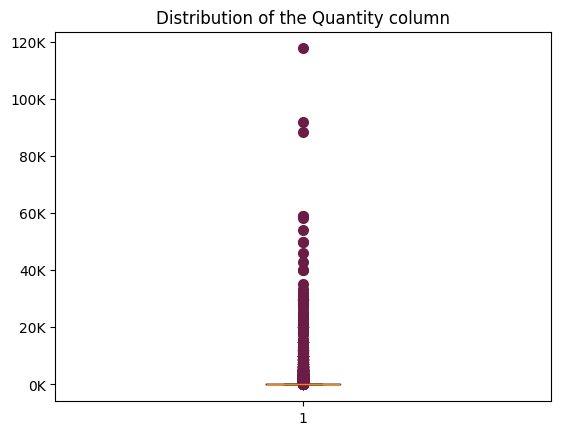 Distribution of the Quantity column
120K
100K
80K
60K
40K
20K
0K
1